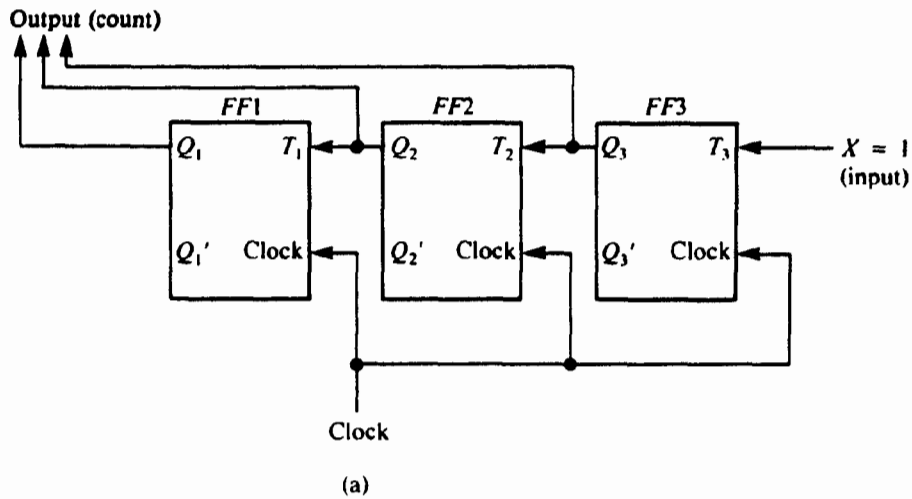 Output (count)
FF1 FF2 FF3
Q₁ T₁ Q₂ T₂ Q₃ T₃ X = 1
(input)
Q₁' Clock Q₂' Clock Q₃' Clock
Clock
(a)